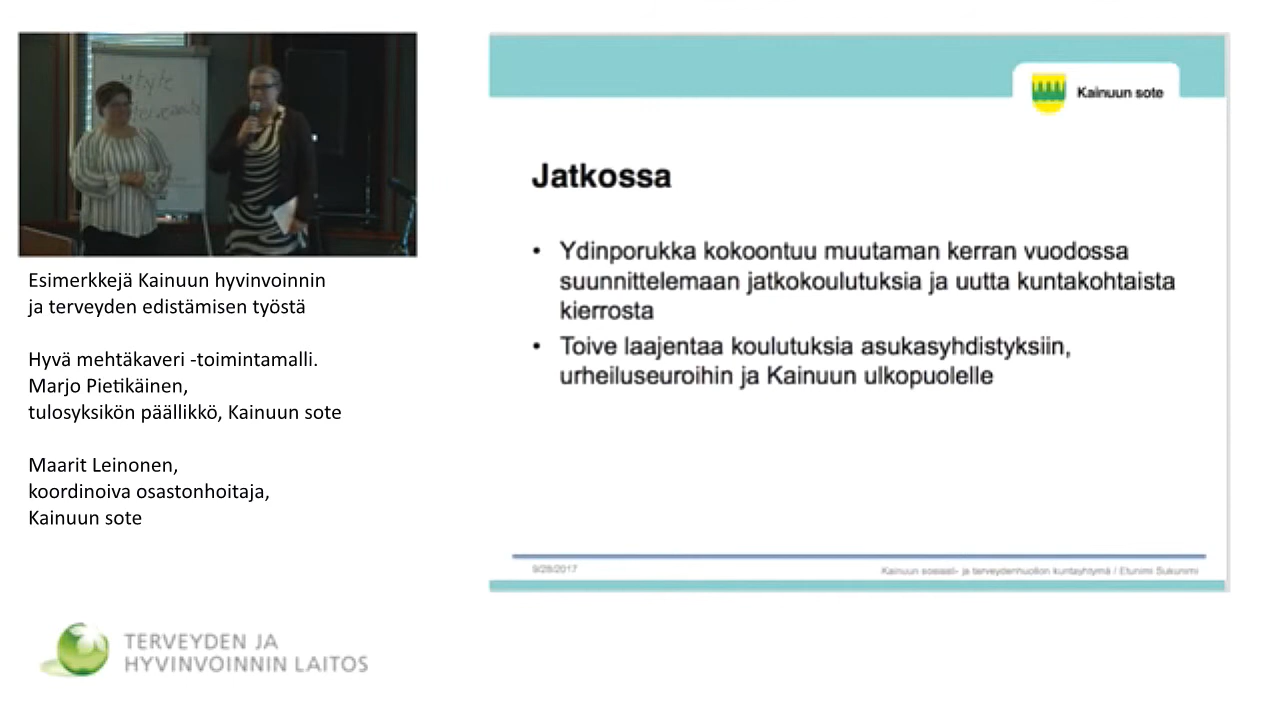 Esimerkkejä Kainuun hyvinvoinnin
ja terveyden edistämisen työstä
Hyvä mehtäkaveri -toimintamalli.
Marjo Pietikäinen,
tulosyksikön päällikkö, Kainuun sote
Maarit Leinonen,
koordinoiva osastonhoitaja,
Kainuun sote
TERVEYDEN JA
HYVINVOINNIN LAITOS
Kainuun sote
Jatkossa
• Ydinporukka kokoontuu muutaman kerran vuodossa
suunnittelemaan jatkokoulutuksia ja uutta kuntakohtaista
kierrosta
• Toive laajentaa koulutuksia asukasyhdistyksiin,
urheiluseuroihin ja Kainuun ulkopuolelle
9/28/2017
Kainuun sosiaali- ja terveydenhuollon kuntayhtymä / Etunimi Sukunimi